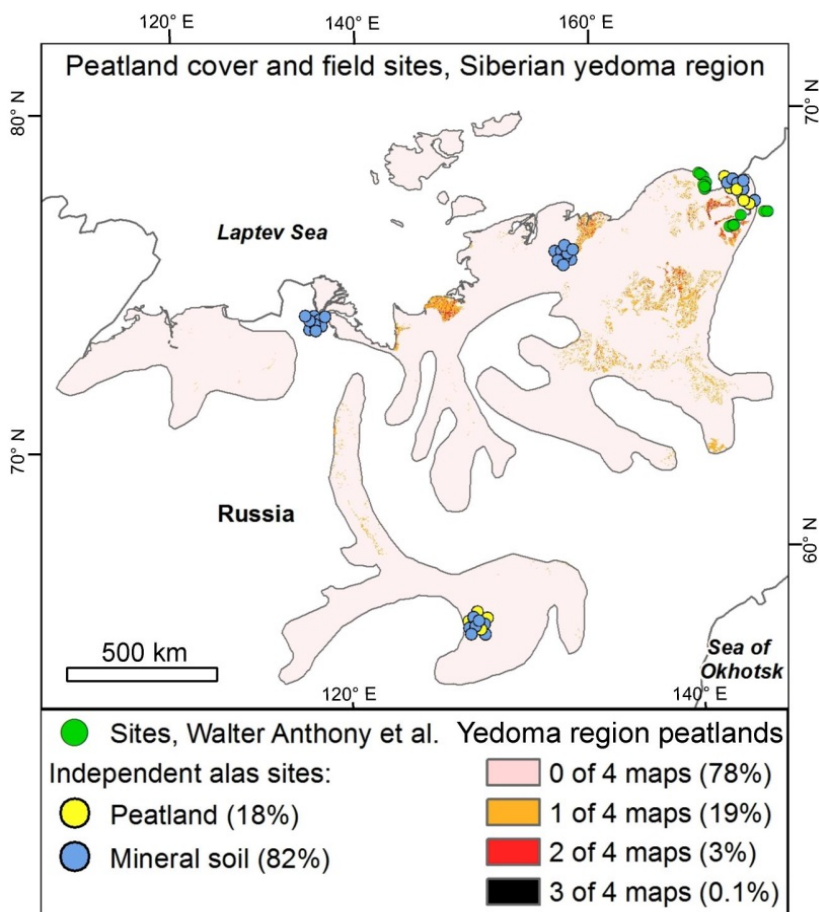 120° E
140° E
160° E
Peatland cover and field sites, Siberian yedoma region
80° N
70° N
Laptev Sea
70° N
Russia
60° N
500 km
Sea of
Okhotsk
120° E
140° E
Sites, Walter Anthony et al.
Independent alas sites:
Peatland (18%)
Mineral soil (82%)
Yedoma region peatlands
0 of 4 maps (78%)
1 of 4 maps (19%)
2 of 4 maps (3%)
3 of 4 maps (0.1%)